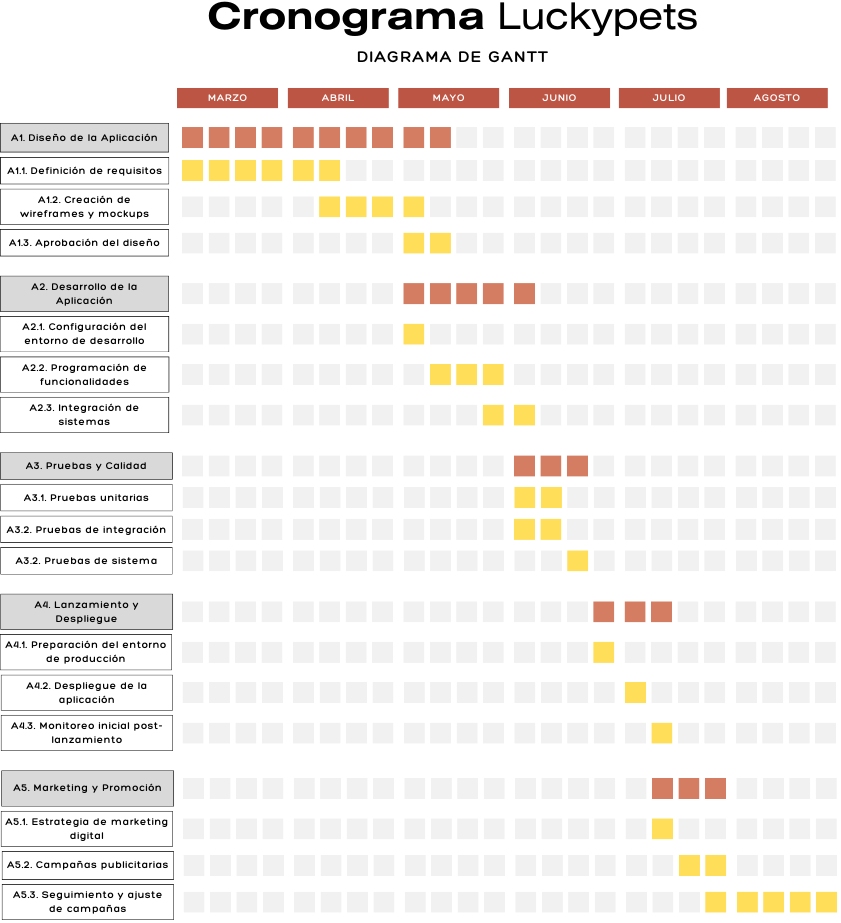 Cronograma Luckypets
DIAGRAMA DE GANTT
MARZO ABRIL MAYO JUNIO JULIO AGOSTO
A1. Diseño de la Aplicación
A1.1. Definición de requisitos
A1.2. Creación de
wireframes y mockups
A1.3. Aprobación del diseño
A2. Desarrollo de la
Aplicación
A2.1. Configuración del
entorno de desarrollo
A2.2. Programación de
funcionalidades
A2.3. Integración de
sistemas
A3. Pruebas y Calidad
A3.1. Pruebas unitarias
A3.2. Pruebas de integración
A3.2. Pruebas de sistema
A4. Lanzamiento y
Despliegue
A4.1. Preparación del entorno
de producción
A4.2. Despliegue de la
aplicación
A4.3. Monitoreo inicial post-
lanzamiento
A5. Marketing y Promoción
A5.1. Estrategia de marketing
digital
A5.2. Campañas publicitarias
A5.3. Seguimiento y ajuste
de campañas